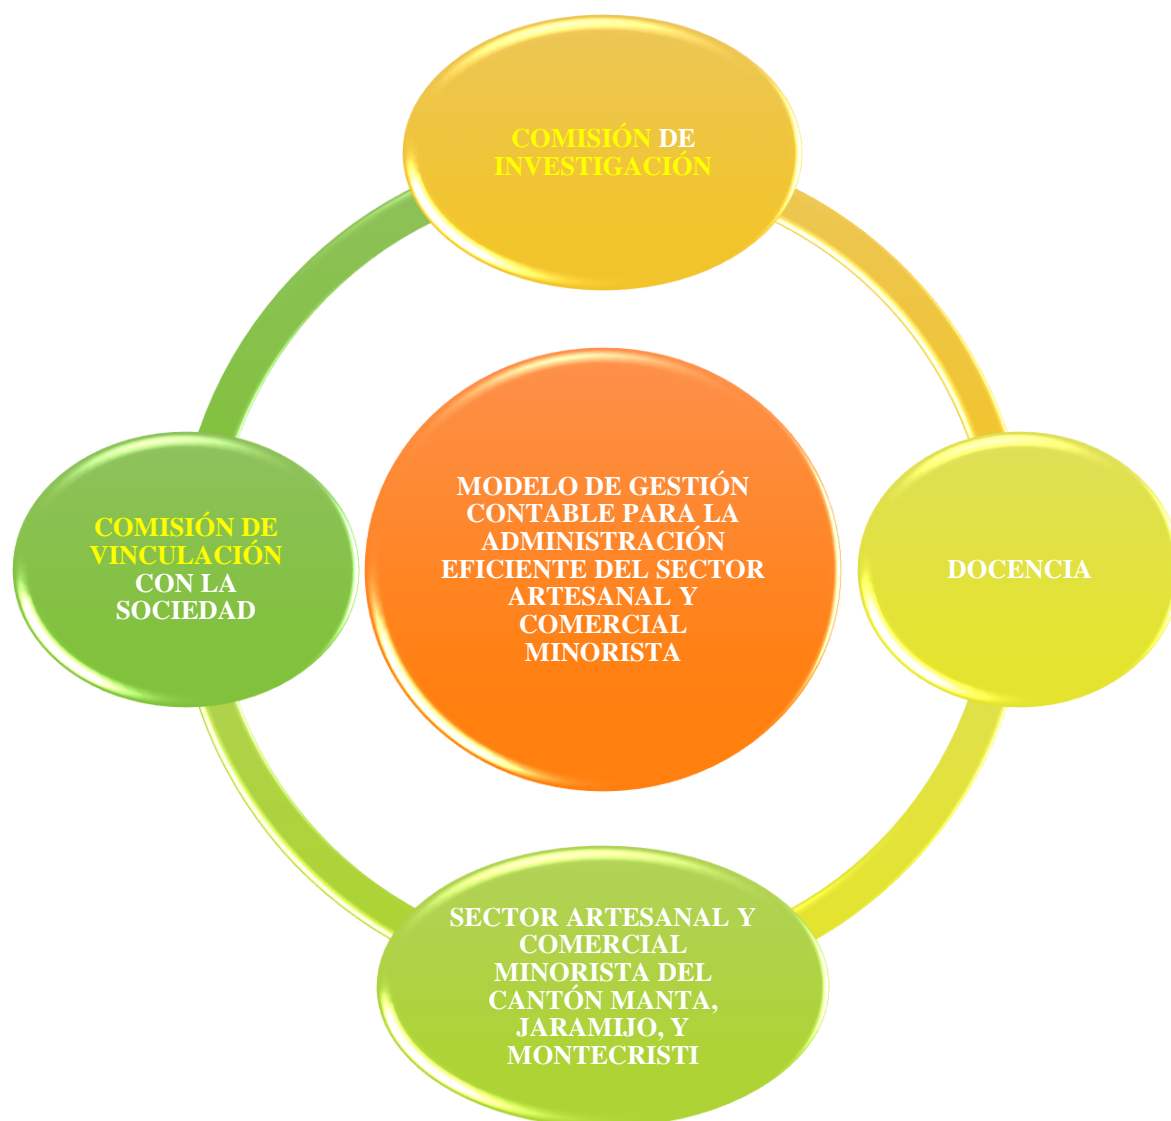 COMISIÓN DE
INVESTIGACIÓN
MODELO DE GESTIÓN
CONTABLE PARA LA
ADMINISTRACIÓN
EFICIENTE DEL SECTOR
ARTESANAL Y
COMERCIAL
MINORISTA
COMISIÓN DE
VINCULACIÓN
CON LA
SOCIEDAD
DOCENCIA
SECTOR ARTESANAL Y
COMERCIAL
MINORISTA DEL
CANTÓN MANTA,
JARAMIJO, Y
MONTECRISTI